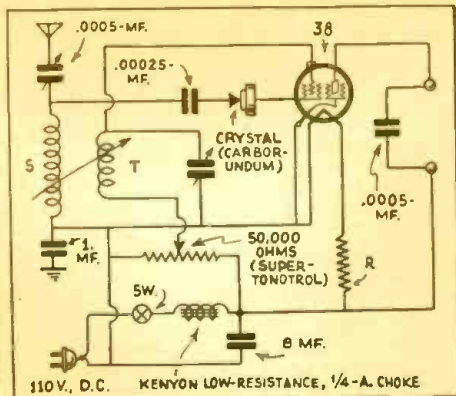 .0005-MF.
38
.00025-
MF.
CRYSTAL
(CARBOR-
UNDUM)
S
T
.0005-
MF.
1.
MF.
50,000
OHMS
(SUPER-
TONOTROL)
R
5W.
8 MF.
110 V., D.C.
KENYON LOW-RESISTANCE, 1/4-A. CHOKE